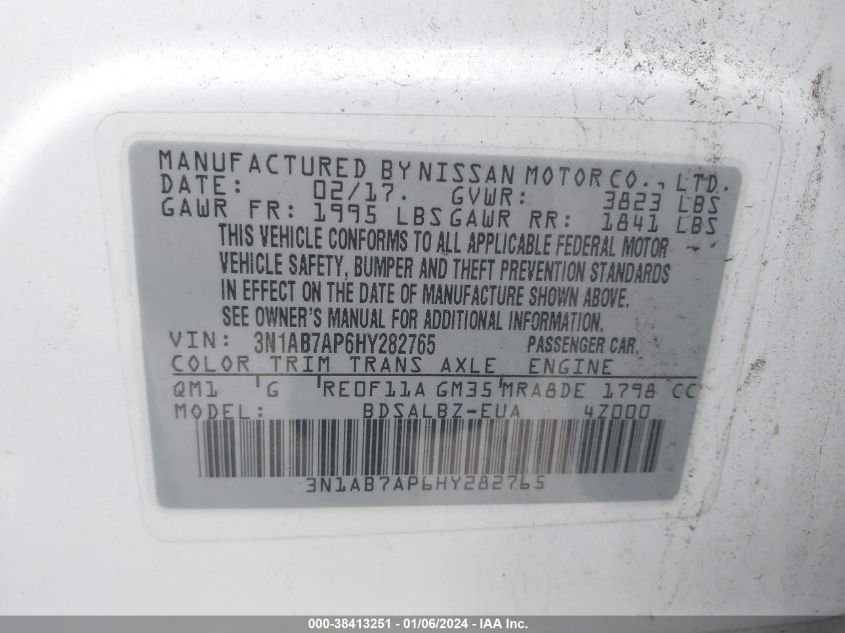 MANUFACTURED BY NISSAN MOTOR CO., LTD.
DATE: 02/17. GVWR: 3823 LBS
GAWR FR: 1995 LBS GAWR RR: 1841 LBS
THIS VEHICLE CONFORMS TO ALL APPLICABLE FEDERAL MOTOR
VEHICLE SAFETY, BUMPER AND THEFT PREVENTION STANDARDS
IN EFFECT ON THE DATE OF MANUFACTURE SHOWN ABOVE.
SEE OWNER'S MANUAL FOR ADDITIONAL INFORMATION.
VIN: 3N1AB7AP6HY282765 PASSENGER CAR.
COLOR TRIM TRANS AXLE ENGINE
QM1 G RE0F11A GM35 MRA8DE 1798 CC
MODEL: BDSALBZ-EUA 4Z000
3N1AB7AP6HY282765
000-38413251 - 01/06/2024 - IAA Inc.